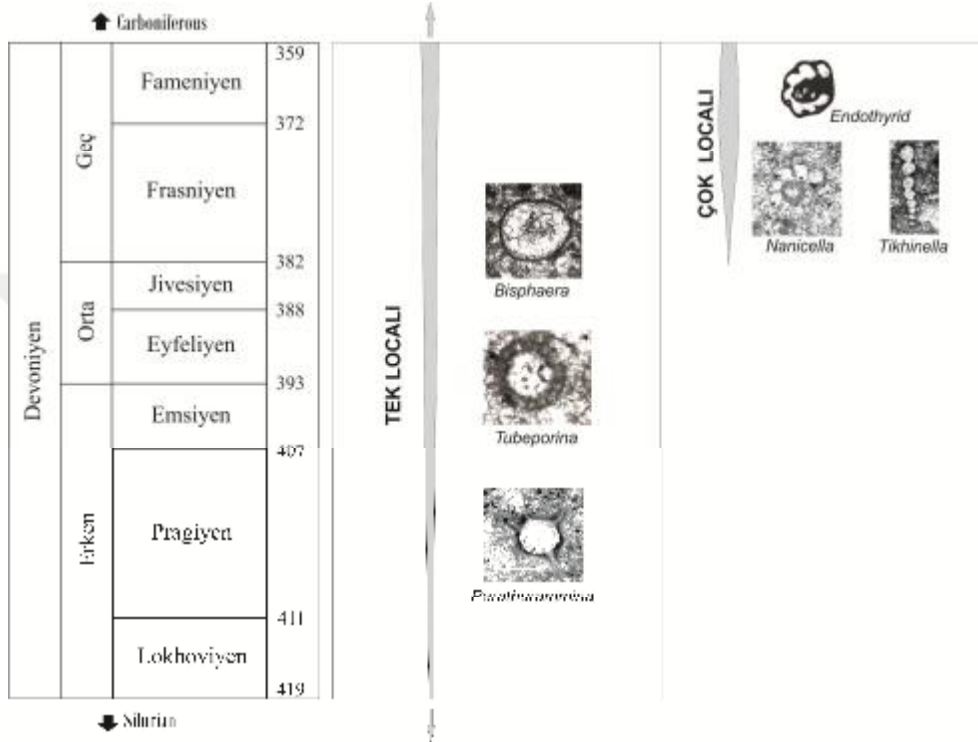 Carboniferous
Devoniyen
Geç
Orta
Erken
Fameniyen
Frasniyen
Jivesiyen
Eyfeliyen
Emsiyen
Pragiyen
Lokhoviyen
359
372
382
388
393
407
411
419
Silurian
TEK LOCALI
Bisphaera
Tubeporina
Parathurammina
ÇOK LOCALI
Endothyrid
Nanicella
Tikhinella